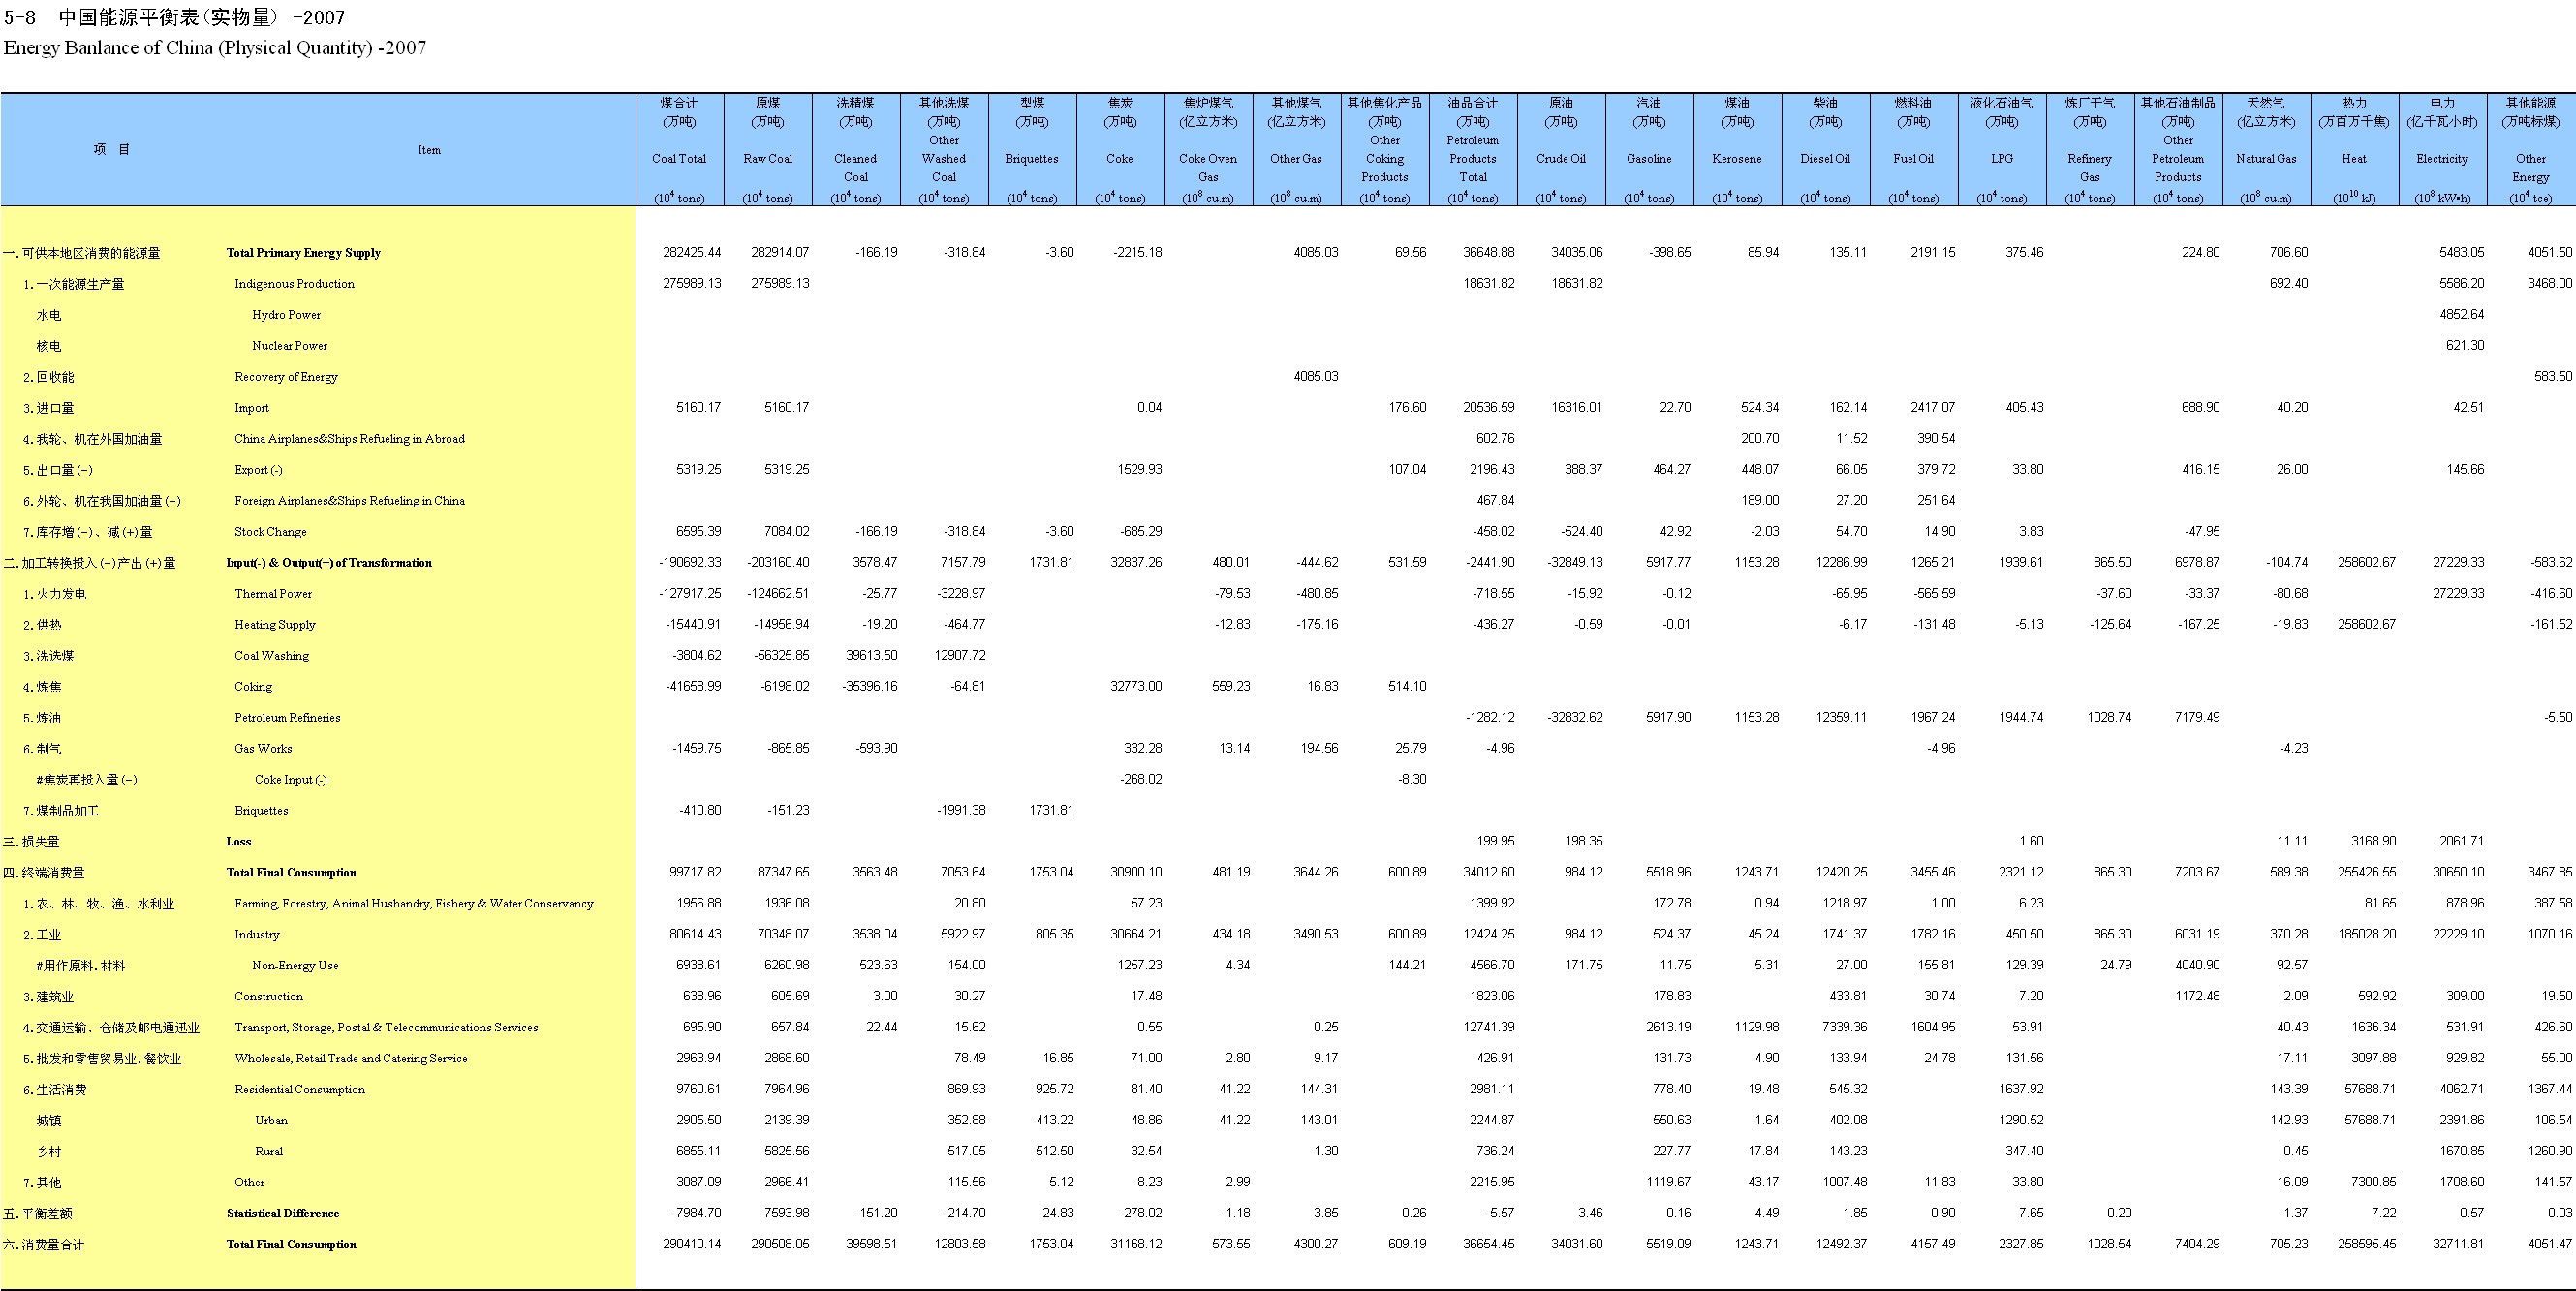 5-8 中国能源平衡表(实物量) -2007
Energy Banlance of China (Physical Quantity) -2007
项 目 Item
煤合计 (万吨) Coal Total (10⁴ tons)
原煤 (万吨) Raw Coal (10⁴ tons)
洗精煤 (万吨) Cleaned Coal (10⁴ tons)
其他洗煤 (万吨) Other Washed Coal (10⁴ tons)
型煤 (万吨) Briquettes (10⁴ tons)
焦炭 (万吨) Coke (10⁴ tons)
焦炉煤气 (亿立方米) Coke Oven Gas (10⁸ cu.m)
其他煤气 (亿立方米) Other Gas (10⁸ cu.m)
其他焦化产品 (万吨) Other Coking Products (10⁴ tons)
油品合计 (万吨) Petroleum Products Total (10⁴ tons)
原油 (万吨) Crude Oil (10⁴ tons)
汽油 (万吨) Gasoline (10⁴ tons)
煤油 (万吨) Kerosene (10⁴ tons)
柴油 (万吨) Diesel Oil (10⁴ tons)
燃料油 (万吨) Fuel Oil (10⁴ tons)
液化石油气 (万吨) LPG (10⁴ tons)
炼厂干气 (万吨) Refinery Gas (10⁴ tons)
其他石油制品 (万吨) Other Petroleum Products (10⁴ tons)
天然气 (亿立方米) Natural Gas (10⁸ cu.m)
热力 (万百万千焦) Heat (10¹⁰ kJ)
电力 (亿千瓦小时) Electricity (10⁸ kW•h)
其他能源 (万吨标煤) Other Energy (10⁴ tce)
一.可供本地区消费的能源量 Total Primary Energy Supply 282425.44 282914.07 -166.19 -318.84 -3.60 -2215.18 4085.03 69.56 36648.88 34035.06 -398.65 85.94 135.11 2191.15 375.46 224.80 706.60 5483.05 4051.50
1.一次能源生产量 Indigenous Production 275989.13 275989.13 18631.82 18631.82 692.40 5586.20 3468.00
水电 Hydro Power 4852.64
核电 Nuclear Power 621.30
2.回收能 Recovery of Energy 4085.03 583.50
3.进口量 Import 5160.17 5160.17 0.04 176.60 20536.59 16316.01 22.70 524.34 162.14 2417.07 405.43 688.90 40.20 42.51
4.我轮、机在外国加油量 China Airplanes&Ships Refueling in Abroad 602.76 200.70 11.52 390.54
5.出口量(-) Export (-) 5319.25 5319.25 1529.93 107.04 2196.43 388.37 464.27 448.07 66.05 379.72 33.80 416.15 26.00 145.66
6.外轮、机在我国加油量(-) Foreign Airplanes&Ships Refueling in China 467.84 189.00 27.20 251.64
7.库存增(-)、减(+)量 Stock Change 6595.39 7084.02 -166.19 -318.84 -3.60 -685.29 -458.02 -524.40 42.92 -2.03 54.70 14.90 3.83 -47.95
二.加工转换投入(-)产出(+)量 Input(-) & Output(+) of Transformation -190692.33 -203160.40 3578.47 7157.79 1731.81 32837.26 480.01 -444.62 531.59 -2441.90 -32849.13 5917.77 1153.28 12286.99 1265.21 1939.61 865.50 6978.87 -104.74 258602.67 27229.33 -583.62
1.火力发电 Thermal Power -127917.25 -124662.51 -25.77 -3228.97 -79.53 -480.85 -718.55 -15.92 -0.12 -65.95 -565.59 -37.60 -33.37 -80.68 27229.33 -416.60
2.供热 Heating Supply -15440.91 -14956.94 -19.20 -464.77 -12.83 -175.16 -436.27 -0.59 -0.01 -6.17 -131.48 -5.13 -125.64 -167.25 -19.83 258602.67 -161.52
3.洗选煤 Coal Washing -3804.62 -56325.85 39613.50 12907.72
4.炼焦 Coking -41658.99 -6198.02 -35396.16 -64.81 32773.00 559.23 16.83 514.10
5.炼油 Petroleum Refineries -1282.12 -32832.62 5917.90 1153.28 12359.11 1967.24 1944.74 1028.74 7179.49 -5.50
6.制气 Gas Works -1459.75 -865.85 -593.90 332.28 13.14 194.56 25.79 -4.96 -4.96 -4.23
#焦炭再投入量(-) Coke Input (-) -268.02 -8.30
7.煤制品加工 Briquettes -410.80 -151.23 -1991.38 1731.81
三.损失量 Loss 199.95 198.35 1.60 11.11 3168.90 2061.71
四.终端消费量 Total Final Consumption 99717.82 87347.65 3563.48 7053.64 1753.04 30900.10 481.19 3644.26 600.89 34012.60 984.12 5518.96 1243.71 12420.25 3455.46 2321.12 865.30 7203.67 589.38 255426.55 30650.10 3467.85
1.农、林、牧、渔、水利业 Farming, Forestry, Animal Husbandry, Fishery & Water Conservancy 1956.88 1936.08 20.80 57.23 1399.92 172.78 0.94 1218.97 1.00 6.23 81.65 878.96 387.58
2.工业 Industry 80614.43 70348.07 3538.04 5922.97 805.35 30664.21 434.18 3490.53 600.89 12424.25 984.12 524.37 45.24 1741.37 1782.16 450.50 865.30 6031.19 370.28 185028.20 22229.10 1070.16
#用作原料.材料 Non-Energy Use 6938.61 6260.98 523.63 154.00 1257.23 4.34 144.21 4566.70 171.75 11.75 5.31 27.00 155.81 129.39 24.79 4040.90 92.57
3.建筑业 Construction 638.96 605.69 3.00 30.27 17.48 1823.06 178.83 433.81 30.74 7.20 1172.48 2.09 592.92 309.00 19.50
4.交通运输、仓储及邮电通迅业 Transport, Storage, Postal & Telecommunications Services 695.90 657.84 22.44 15.62 0.55 0.25 12741.39 2613.19 1129.98 7339.36 1604.95 53.91 40.43 1636.34 531.91 426.60
5.批发和零售贸易业.餐饮业 Wholesale, Retail Trade and Catering Service 2963.94 2868.60 78.49 16.85 71.00 2.80 9.17 426.91 131.73 4.90 133.94 24.78 131.56 17.11 3097.88 929.82 55.00
6.生活消费 Residential Consumption 9760.61 7964.96 869.93 925.72 81.40 41.22 144.31 2981.11 778.40 19.48 545.32 1637.92 143.39 57688.71 4062.71 1367.44
城镇 Urban 2905.50 2139.39 352.88 413.22 48.86 41.22 143.01 2244.87 550.63 1.64 402.08 1290.52 142.93 57688.71 2391.86 106.54
乡村 Rural 6855.11 5825.56 517.05 512.50 32.54 1.30 736.24 227.77 17.84 143.23 347.40 0.45 1670.85 1260.90
7.其他 Other 3087.09 2966.41 115.56 5.12 8.23 2.99 2215.95 1119.67 43.17 1007.48 11.83 33.80 16.09 7300.85 1708.60 141.57
五.平衡差额 Statistical Difference -7984.70 -7593.98 -151.20 -214.70 -24.83 -278.02 -1.18 -3.85 0.26 -5.57 3.46 0.16 -4.49 1.85 0.90 -7.65 0.20 1.37 7.22 0.57 0.03
六.消费量合计 Total Final Consumption 290410.14 290508.05 39598.51 12803.58 1753.04 31168.12 573.55 4300.27 609.19 36654.45 34031.60 5519.09 1243.71 12492.37 4157.49 2327.85 1028.54 7404.29 705.23 258595.45 32711.81 4051.47